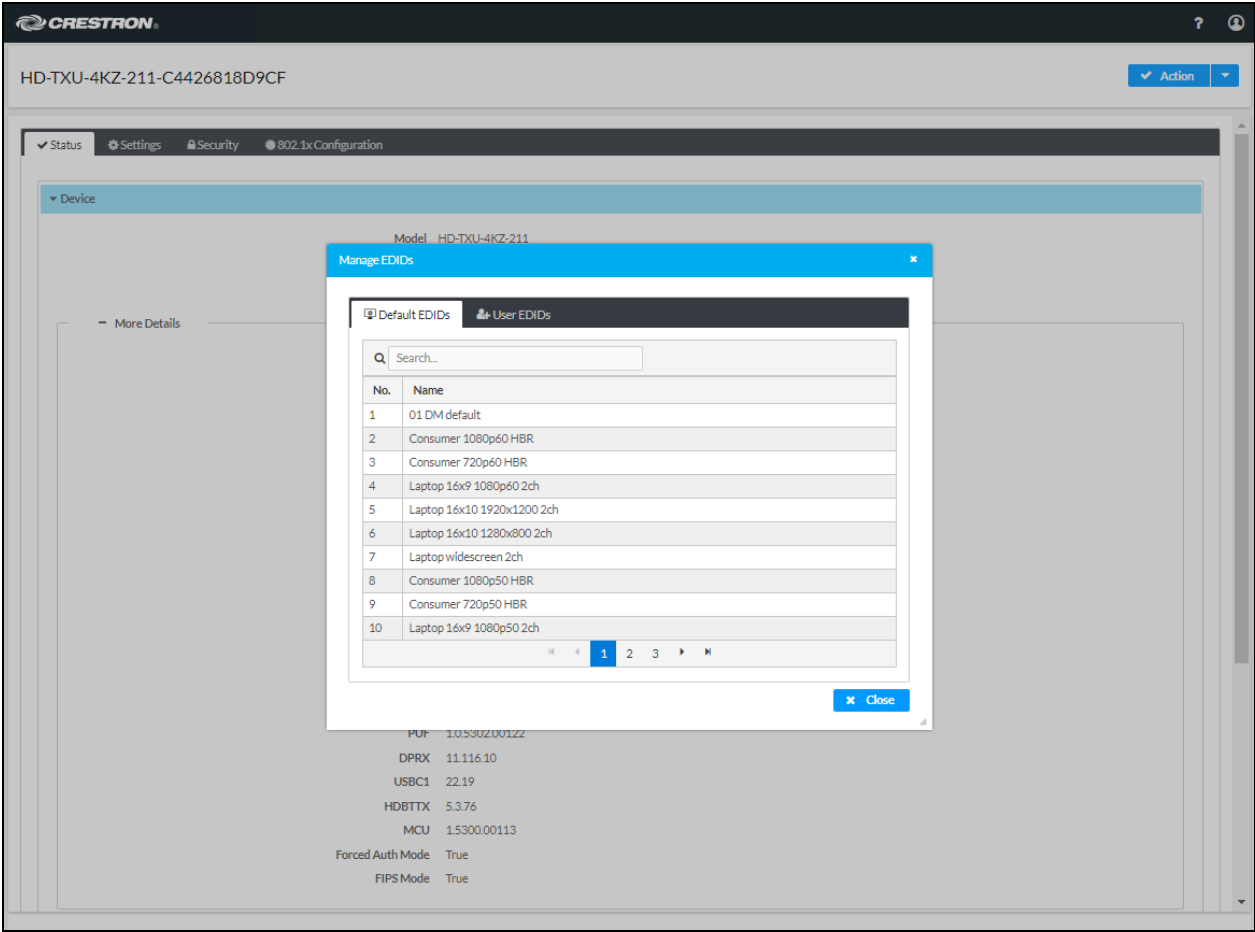 CRESTRON®
?
HD-TXU-4KZ-211-C4426818D9CF
Action
Status Settings Security 802.1x Configuration
Device
Model HD-TXU-4KZ-211
Manage EDIDs
More Details
Default EDIDs User EDIDs
Search...
No. Name
1 01 DM default
2 Consumer 1080p60 HBR
3 Consumer 720p60 HBR
4 Laptop 16x9 1080p60 2ch
5 Laptop 16x10 1920x1200 2ch
6 Laptop 16x10 1280x800 2ch
7 Laptop widescreen 2ch
8 Consumer 1080p50 HBR
9 Consumer 720p50 HBR
10 Laptop 16x9 1080p50 2ch
1 2 3
Close
PUF 1.0.5302.00122
DPRX 11.116.10
USBC1 22.19
HDBTTX 5.3.76
MCU 1.5300.00113
Forced Auth Mode True
FIPS Mode True